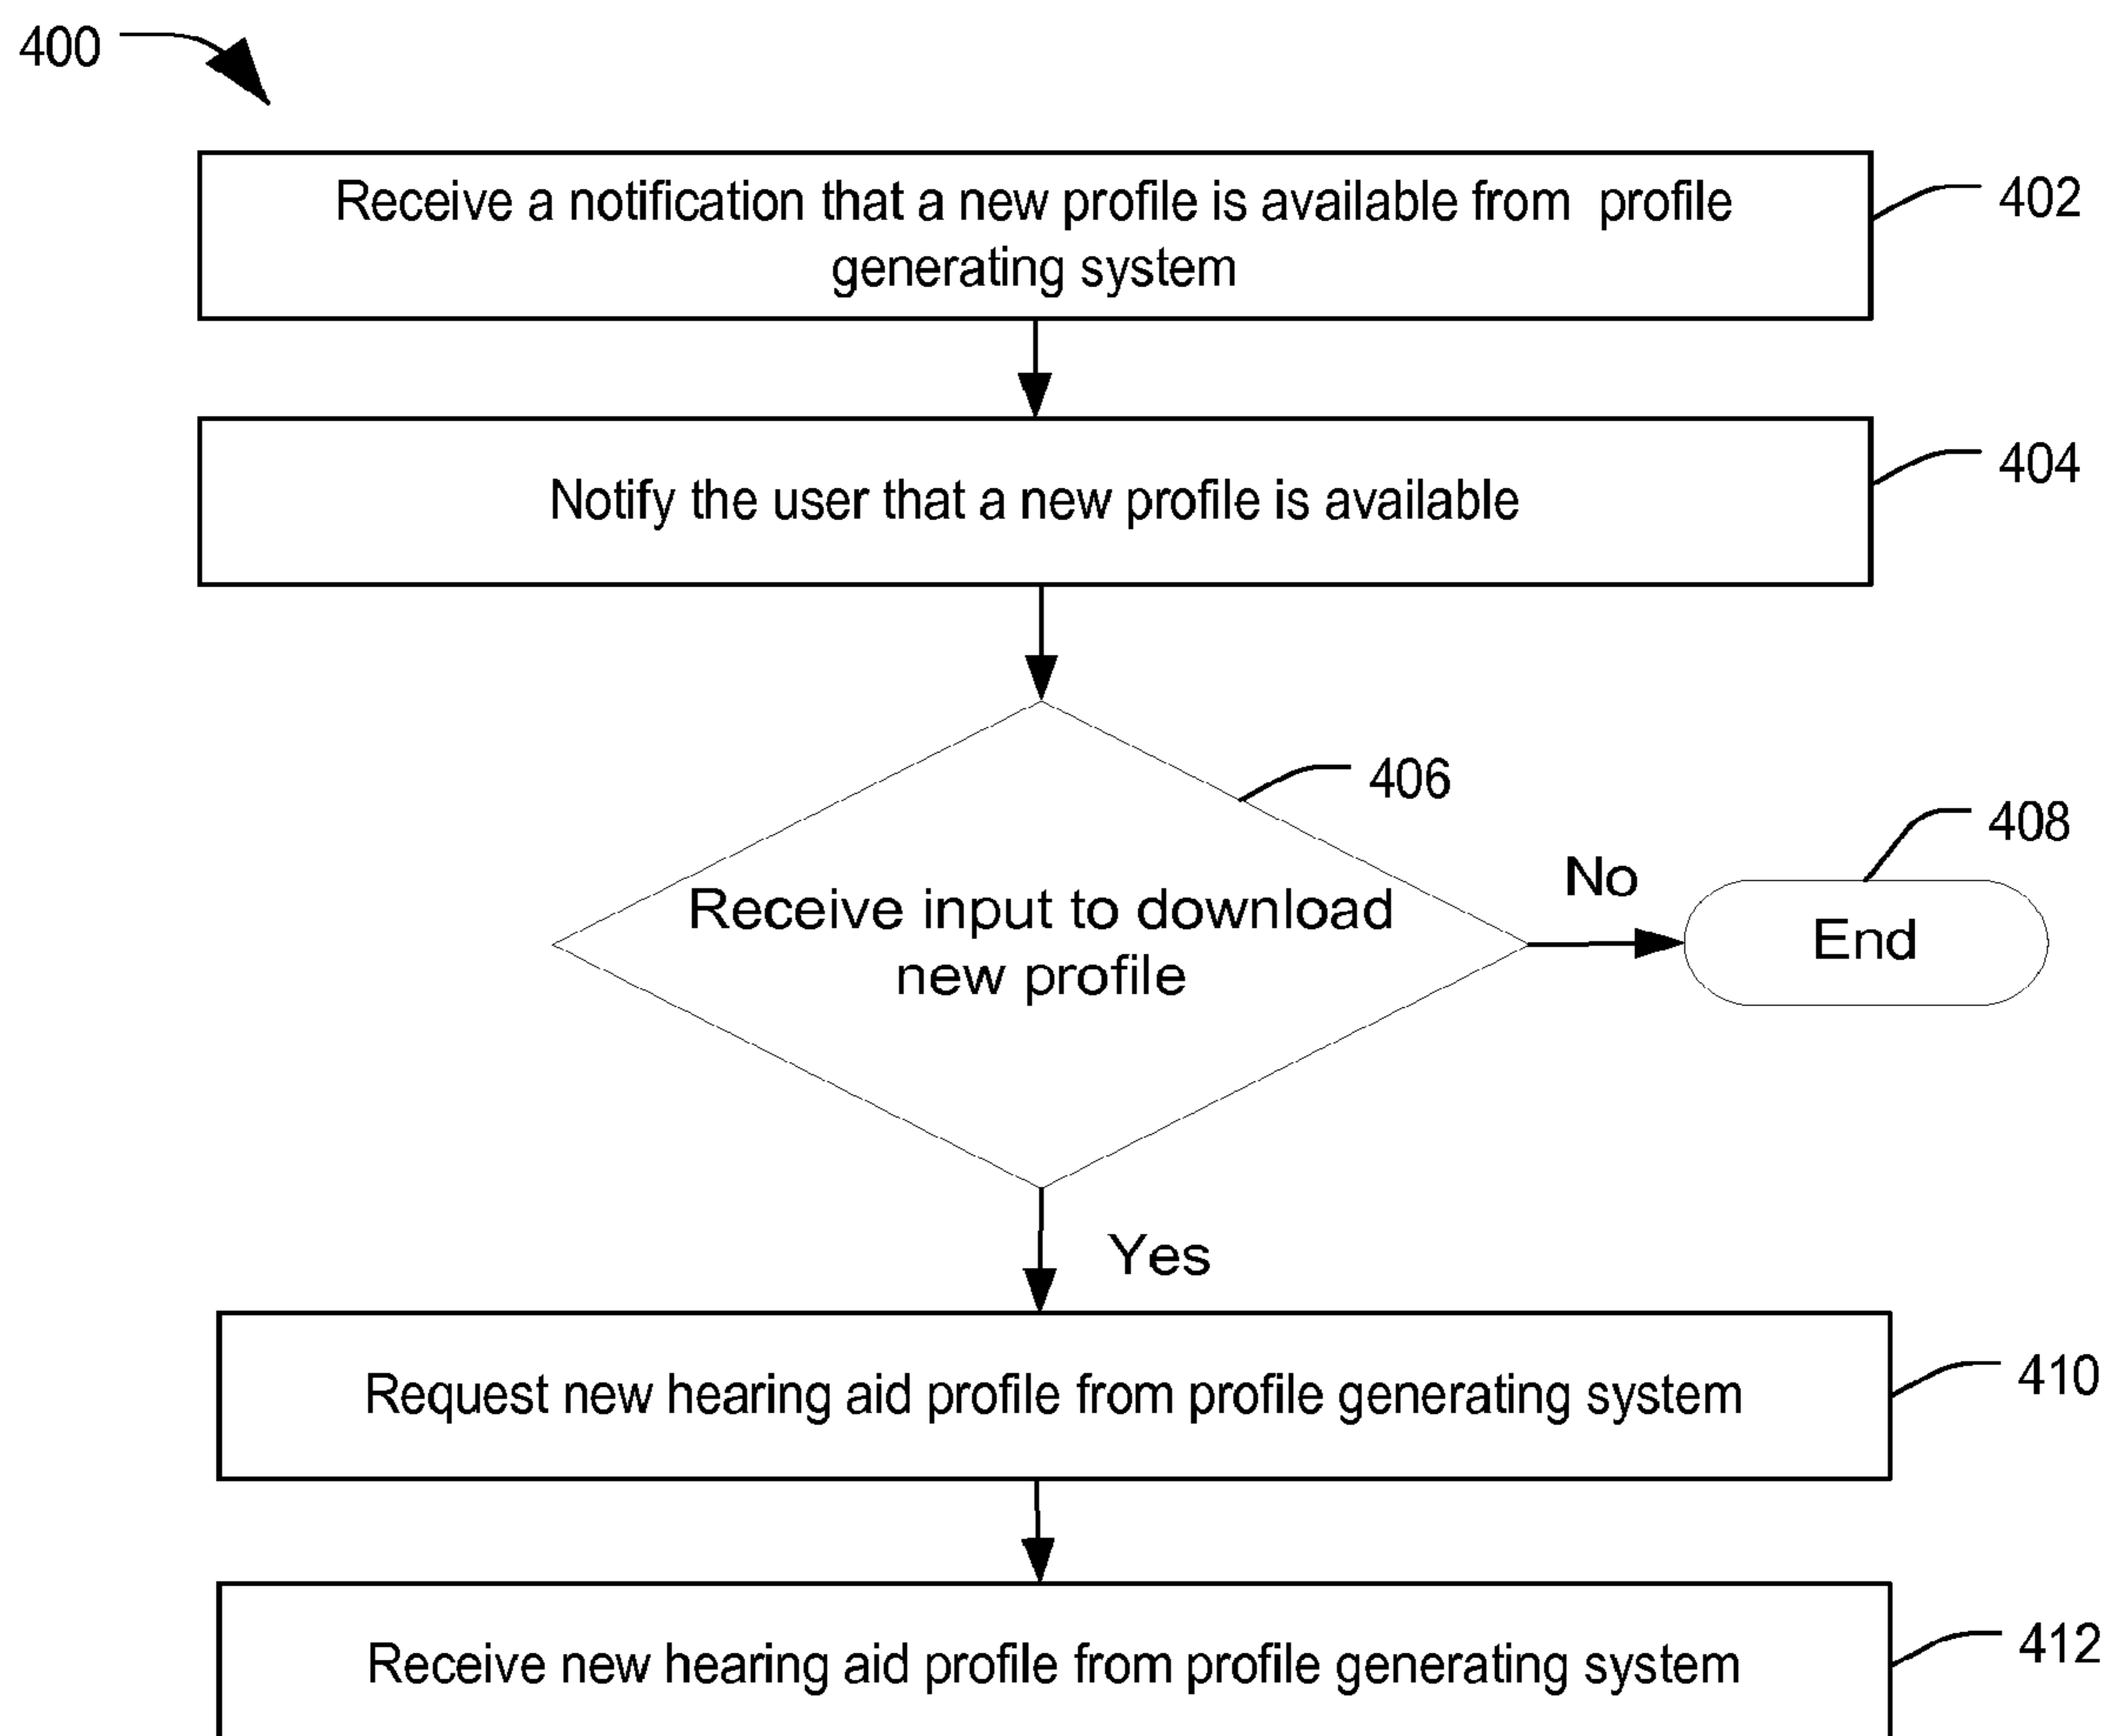 400
Receive a notification that a new profile is available from profile
generating system
402
Notify the user that a new profile is available
404
406
Receive input to download
new profile
No
408
End
Yes
Request new hearing aid profile from profile generating system
410
Receive new hearing aid profile from profile generating system
412